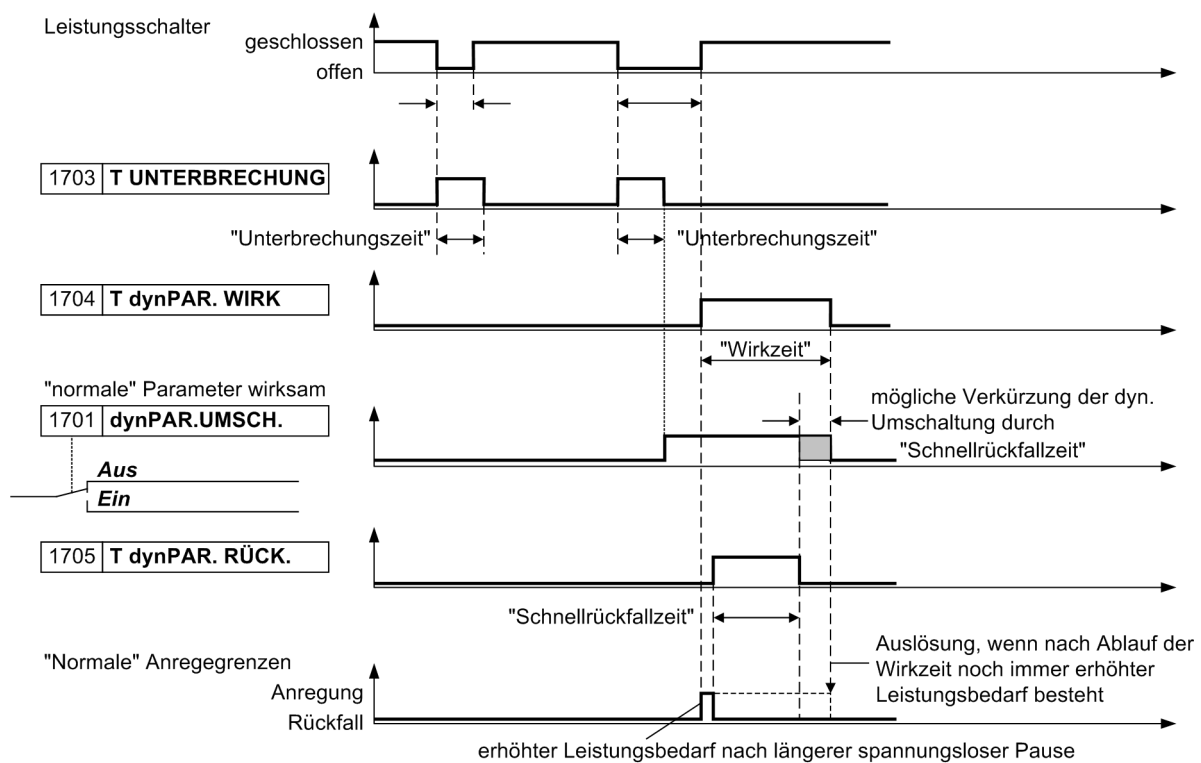 Leistungsschalter
geschlossen
offen
1703 T UNTERBRECHUNG
"Unterbrechungszeit"
"Unterbrechungszeit"
1704 T dynPAR. WIRK
"Wirkzeit"
"normale" Parameter wirksam
1701 dynPAR.UMSCH.
Aus
Ein
mögliche Verkürzung der dyn.
Umschaltung durch
"Schnellrückfallzeit"
1705 T dynPAR. RÜCK.
"Schnellrückfallzeit"
"Normale" Anregegrenzen
Anregung
Rückfall
Auslösung, wenn nach Ablauf der
Wirkzeit noch immer erhöhter
Leistungsbedarf besteht
erhöhter Leistungsbedarf nach längerer spannungsloser Pause